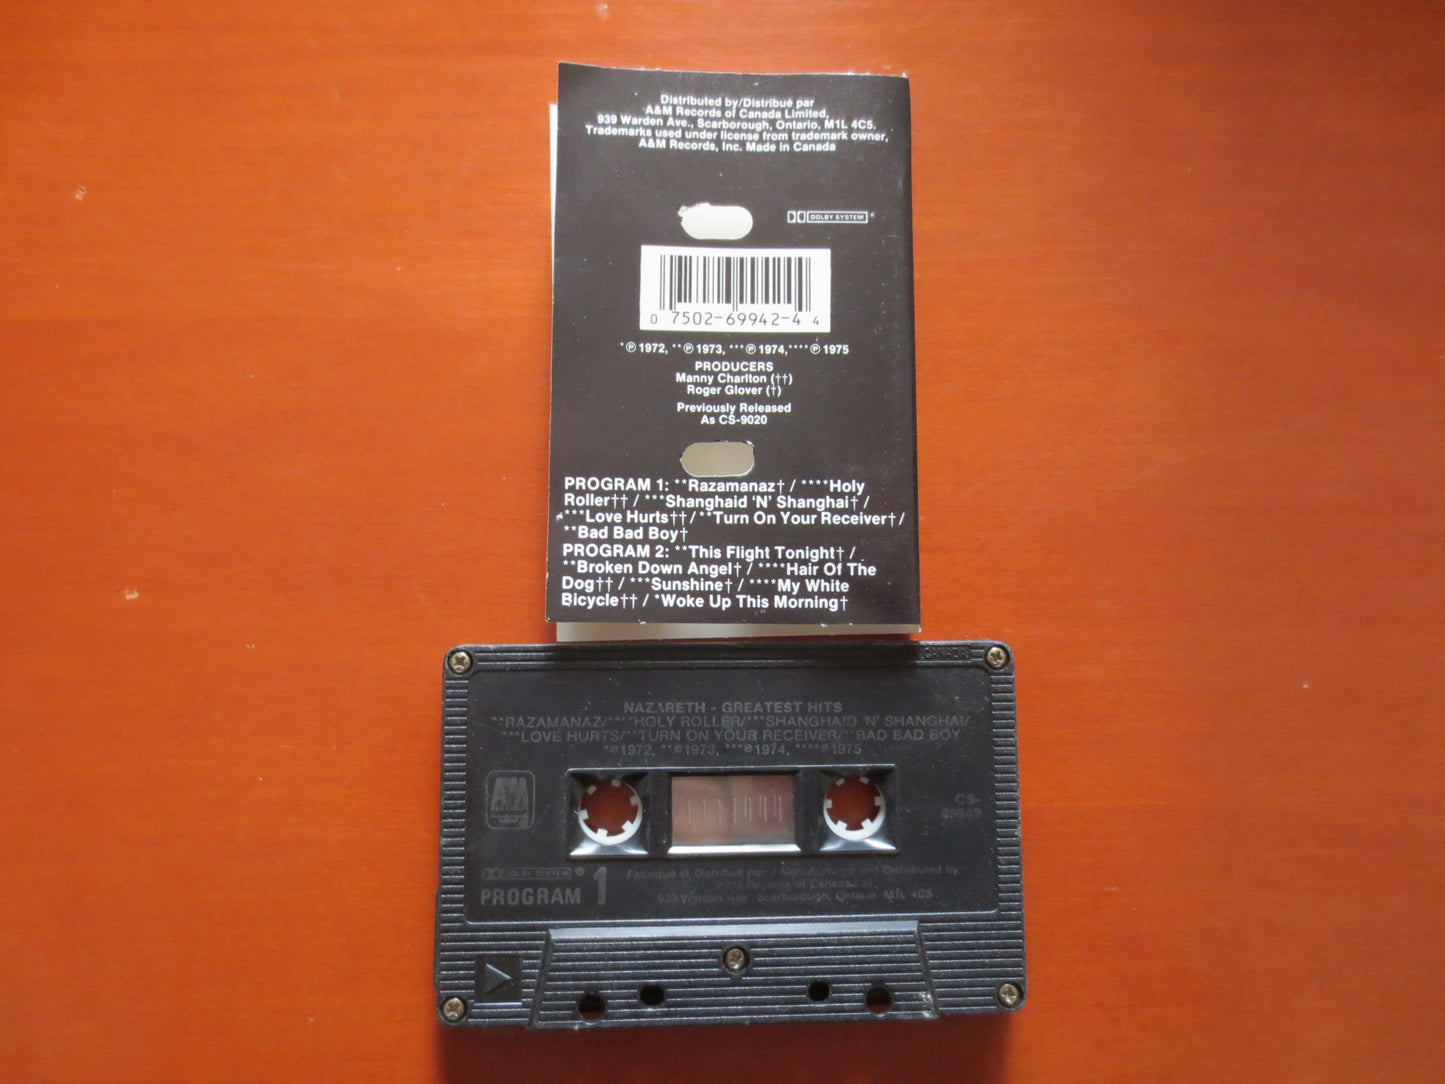 Distributed by/Distribué par
A&M Records of Canada Limited,
939 Warden Ave., Scarborough, Ontario, M1L 4C5.
Trademarks used under license from trademark owner,
A&M Records, Inc. Made in Canada
DOLBY SYSTEM
0 7502-69942-4 4
*℗ 1972, **℗ 1973, ***℗ 1974,****℗ 1975
PRODUCERS
Manny Charlton (††)
Roger Glover (†)
Previously Released
As CS-9020
PROGRAM 1: **Razamanaz† / ****Holy
Roller†† / ***Shanghaid ‘N’ Shanghai† /
****Love Hurts††/**Turn On Your Receiver† /
**Bad Bad Boy†
PROGRAM 2: **This Flight Tonight† /
**Broken Down Angel† / ****Hair Of The
Dog†† / ***Sunshine† / ****My White
Bicycle†† / *Woke Up This Morning†
CANADA
NAZARETH - GREATEST HITS
**RAZAMANAZ/****HOLY ROLLER/***SHANGHAID 'N' SHANGHAI/
****LOVE HURTS/**TURN ON YOUR RECEIVER/**BAD BAD BOY
*℗1972, **℗1973, ***℗1974, ****℗1975
A&M
CS-
69942
DOLBY SYSTEM ®
PROGRAM 1
Fabriqué et Distribué par / Manufactured and Distributed by
A&M Records of Canada Ltd.
939 Warden Ave., Scarborough, Ontario M1L 4C5